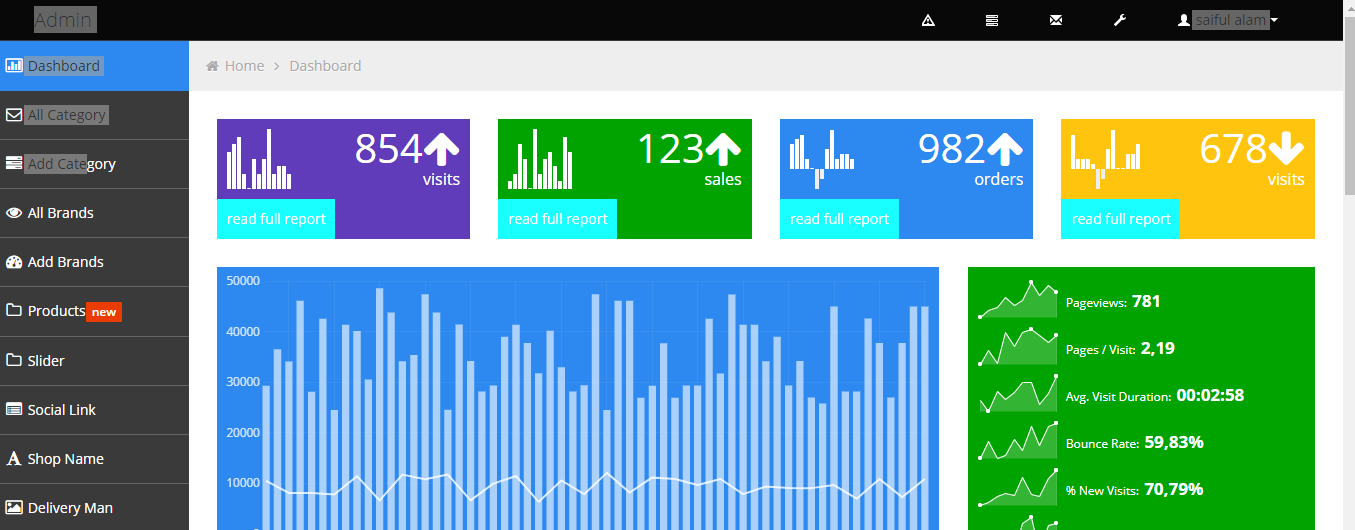 Admin
saiful alam
Dashboard
All Category
Add Category
All Brands
Add Brands
Products new
Slider
Social Link
Shop Name
Delivery Man
Home > Dashboard
854
visits
read full report
123
sales
read full report
982
orders
read full report
678
visits
read full report
50000
40000
30000
20000
10000
Pageviews: 781
Pages / Visit: 2,19
Avg. Visit Duration: 00:02:58
Bounce Rate: 59,83%
% New Visits: 70,79%